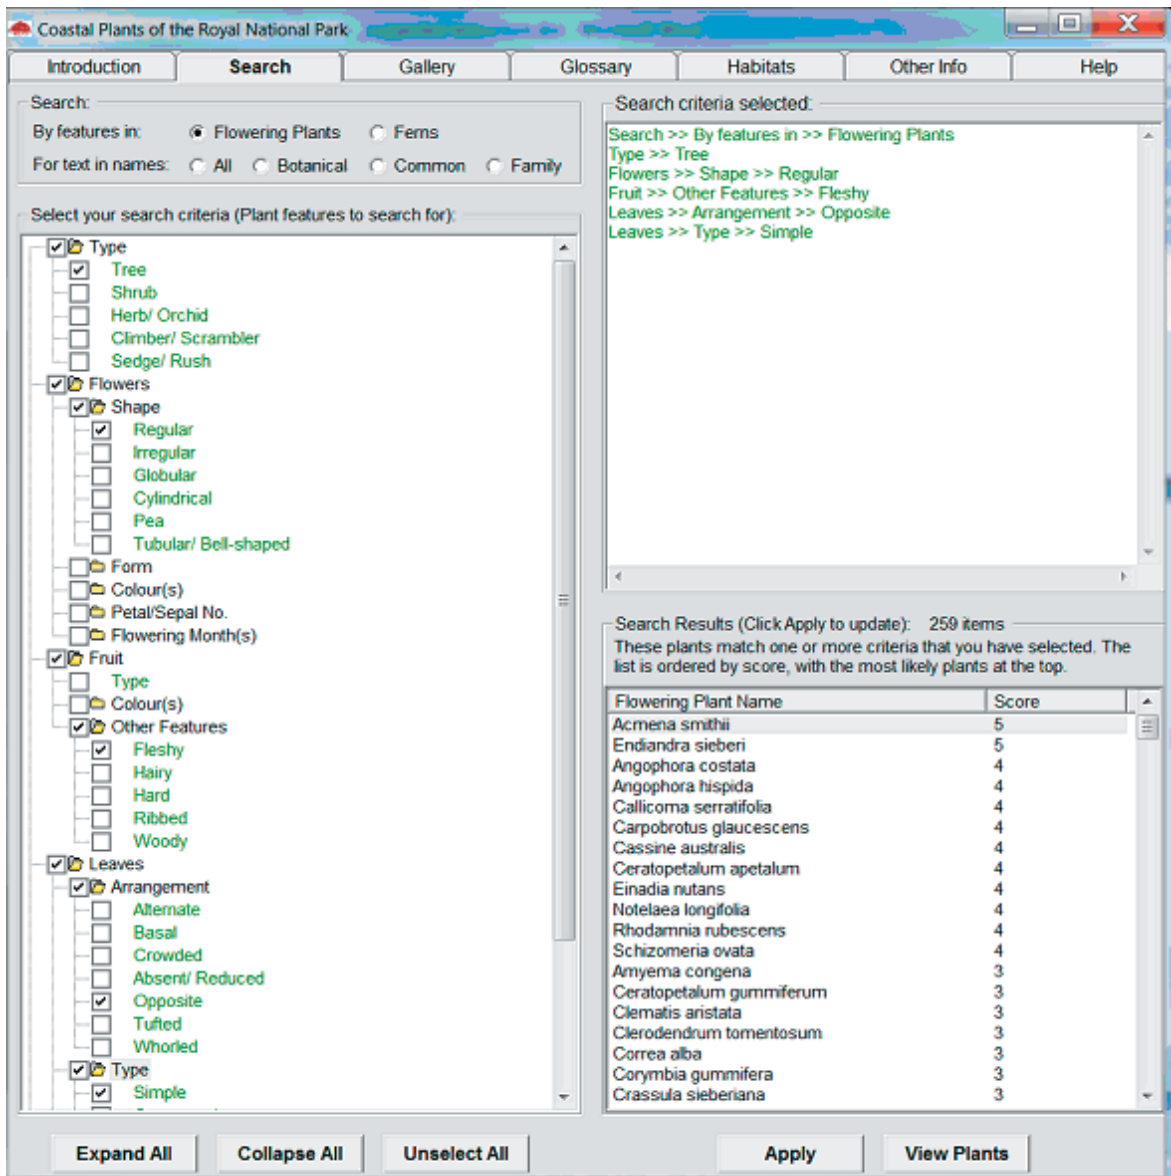 Coastal Plants of the Royal National Park
Introduction Search Gallery Glossary Habitats Other Info Help
Search:
By features in: Flowering Plants Ferns
For text in names: All Botanical Common Family
Select your search criteria (Plant features to search for):
Type
Tree
Shrub
Herb/ Orchid
Climber/ Scrambler
Sedge/ Rush
Flowers
Shape
Regular
Irregular
Globular
Cylindrical
Pea
Tubular/ Bell-shaped
Form
Colour(s)
Petal/Sepal No.
Flowering Month(s)
Fruit
Type
Colour(s)
Other Features
Fleshy
Hairy
Hard
Ribbed
Woody
Leaves
Arrangement
Alternate
Basal
Crowded
Absent/ Reduced
Opposite
Tufted
Whorled
Type
Simple
Search criteria selected:
Search >> By features in >> Flowering Plants
Type >> Tree
Flowers >> Shape >> Regular
Fruit >> Other Features >> Fleshy
Leaves >> Arrangement >> Opposite
Leaves >> Type >> Simple
Search Results (Click Apply to update): 259 items
These plants match one or more criteria that you have selected. The
list is ordered by score, with the most likely plants at the top.
Flowering Plant Name Score
Acmena smithii 5
Endiandra sieberi 5
Angophora costata 4
Angophora hispida 4
Callicoma serratifolia 4
Carpobrotus glaucescens 4
Cassine australis 4
Ceratopetalum apetalum 4
Einadia nutans 4
Notelaea longifolia 4
Rhodamnia rubescens 4
Schizomeria ovata 4
Amyema congena 3
Ceratopetalum gummiferum 3
Clematis aristata 3
Clerodendrum tomentosum 3
Correa alba 3
Corymbia gummifera 3
Crassula sieberiana 3
Expand All Collapse All Unselect All Apply View Plants